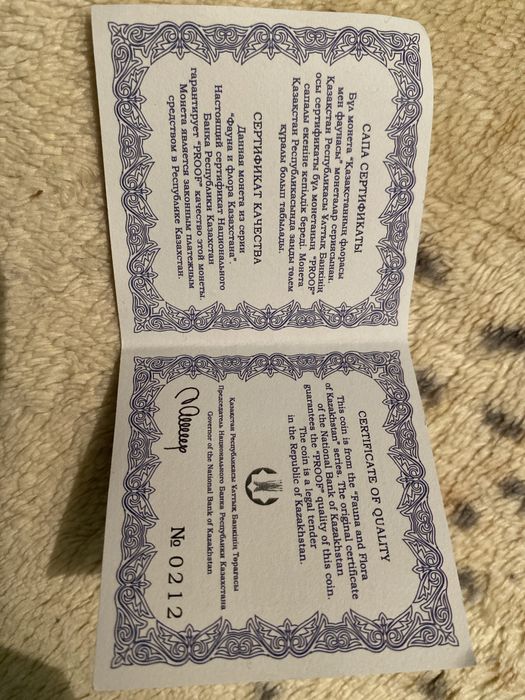 САПА СЕРТИФИКАТЫ
Бұл монета "Қазақстанның флорасы
мен фаунасы" монеталар сериясынан.
Қазақстан Республикасы Ұлттық Банкінің
осы сертификаты бұл монетаның "PROOF"
сапалы екеніне кепілдік береді. Монета
Қазақстан Республикасында заңды төлем
құралы болып табылады.
СЕРТИФИКАТ КАЧЕСТВА
Данная монета из серии
"Фауна и флора Казахстана"
Настоящий сертификат Национального
Банка Республики Казахстан
гарантирует "PROOF" качество этой монеты.
Монета является законным платежным
средством в Республике Казахстан.
CERTIFICATE OF QUALITY
This coin is from the "Fauna and Flora
of Kazakhstan" series. The original certificate
of the National Bank of Kazakhstan
guarantees the "PROOF" quality of this coin.
The coin is a legal tender
in the Republic of Kazakhstan.
Қазақстан Республикасы Ұлттық Банкінің Төрағасы
Председатель Национального Банка Республики Казахстана
Governor of the National Bank of Kazakhstan
№ 0212